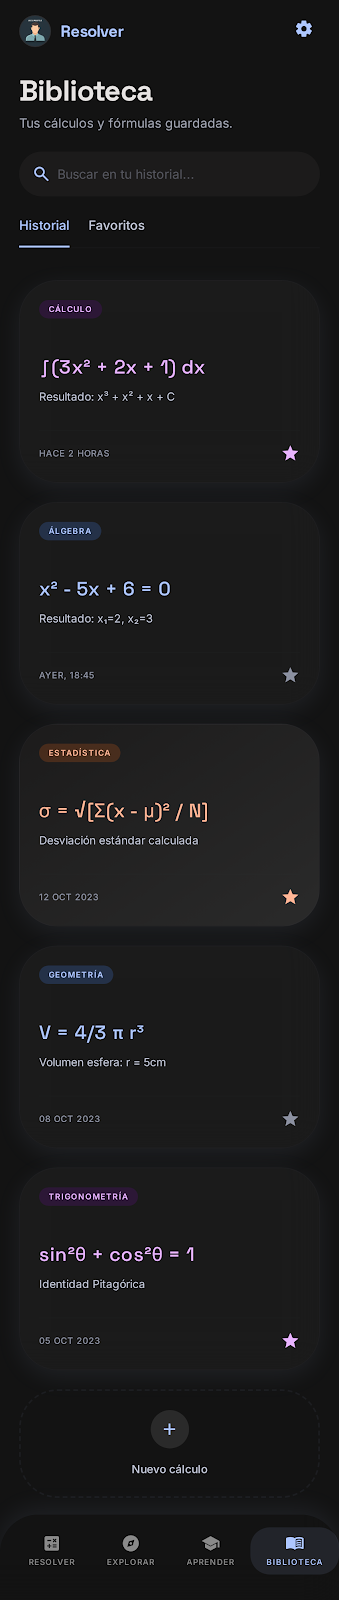 Resolver
Biblioteca
Tus cálculos y fórmulas guardadas.
Buscar en tu historial...
Historial Favoritos
CÁLCULO
∫(3x² + 2x + 1) dx
Resultado: x³ + x² + x + C
HACE 2 HORAS
ÁLGEBRA
x² - 5x + 6 = 0
Resultado: x₁=2, x₂=3
AYER, 18:45
ESTADÍSTICA
σ = √[Σ(x - μ)² / N]
Desviación estándar calculada
12 OCT 2023
GEOMETRÍA
V = 4/3 π r³
Volumen esfera: r = 5cm
08 OCT 2023
TRIGONOMETRÍA
sin²θ + cos²θ = 1
Identidad Pitagórica
05 OCT 2023
Nuevo cálculo
RESOLVER EXPLORAR APRENDER BIBLIOTECA